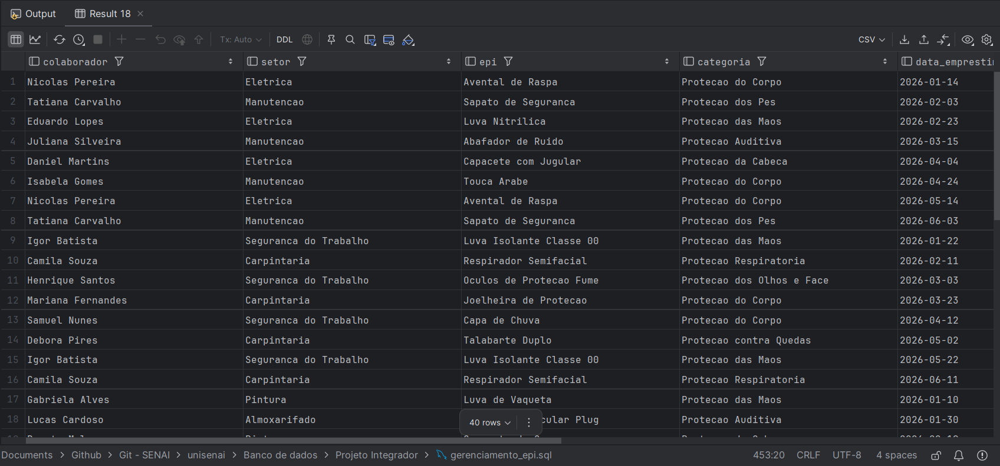 Output Result 18
Tx: Auto DDL CSV
colaborador setor epi categoria data_emprestin
1 Nicolas Pereira Eletrica Avental de Raspa Protecao do Corpo 2026-01-14
2 Tatiana Carvalho Manutencao Sapato de Seguranca Protecao dos Pes 2026-02-03
3 Eduardo Lopes Eletrica Luva Nitrilica Protecao das Maos 2026-02-23
4 Juliana Silveira Manutencao Abafador de Ruido Protecao Auditiva 2026-03-15
5 Daniel Martins Eletrica Capacete com Jugular Protecao da Cabeca 2026-04-04
6 Isabela Gomes Manutencao Touca Arabe Protecao do Corpo 2026-04-24
7 Nicolas Pereira Eletrica Avental de Raspa Protecao do Corpo 2026-05-14
8 Tatiana Carvalho Manutencao Sapato de Seguranca Protecao dos Pes 2026-06-03
9 Igor Batista Seguranca do Trabalho Luva Isolante Classe 00 Protecao das Maos 2026-01-22
10 Camila Souza Carpintaria Respirador Semifacial Protecao Respiratoria 2026-02-11
11 Henrique Santos Seguranca do Trabalho Oculos de Protecao Fume Protecao dos Olhos e Face 2026-03-03
12 Mariana Fernandes Carpintaria Joelheira de Protecao Protecao do Corpo 2026-03-23
13 Samuel Nunes Seguranca do Trabalho Capa de Chuva Protecao do Corpo 2026-04-12
14 Debora Pires Carpintaria Talabarte Duplo Protecao contra Quedas 2026-05-02
15 Igor Batista Seguranca do Trabalho Luva Isolante Classe 00 Protecao das Maos 2026-05-22
16 Camila Souza Carpintaria Respirador Semifacial Protecao Respiratoria 2026-06-11
17 Gabriela Alves Pintura Luva de Vaqueta Protecao das Maos 2026-01-10
18 Lucas Cardoso Almoxarifado cular Plug Protecao Auditiva 2026-01-30
40 rows
Documents > Github > Git - SENAI > unisenai > Banco de dados > Projeto Integrador > gerenciamento_epi.sql 453:20 CRLF UTF-8 4 spaces